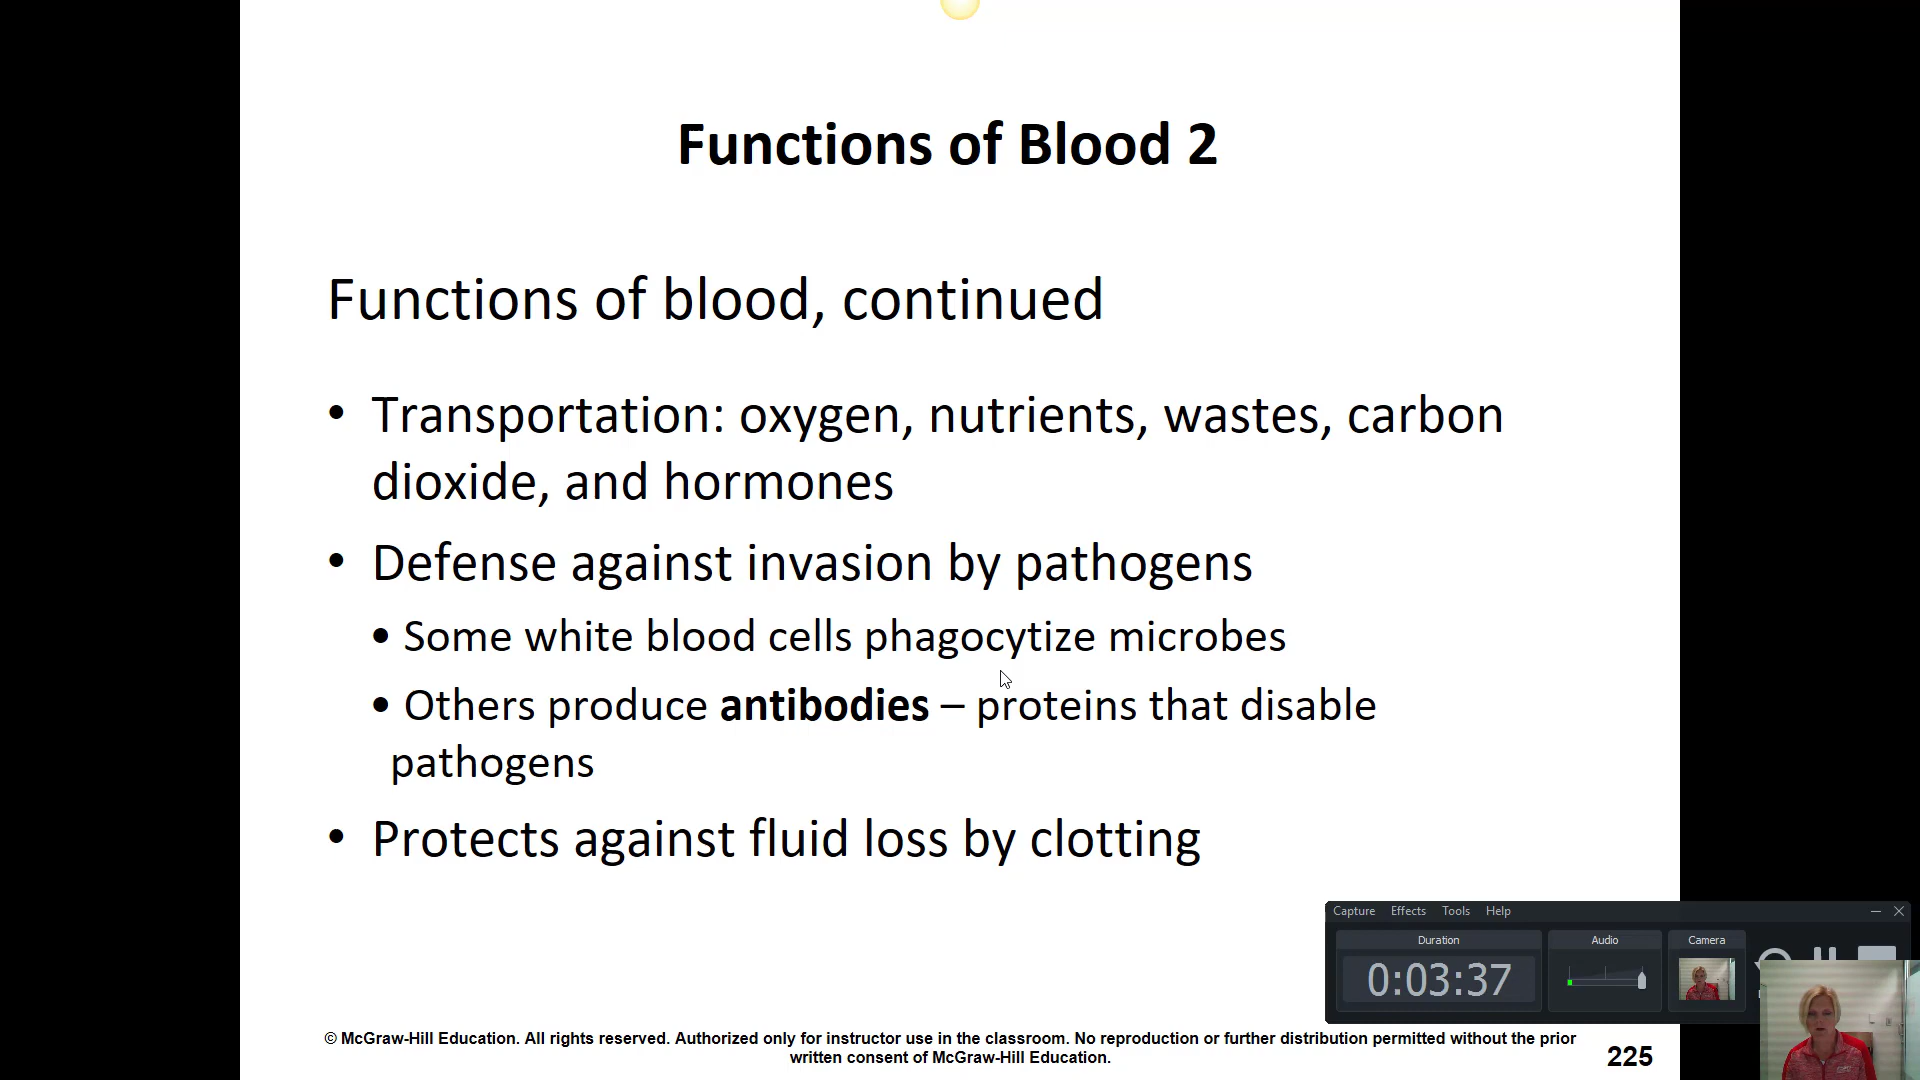 Functions of Blood 2
Functions of blood, continued
• Transportation: oxygen, nutrients, wastes, carbon
dioxide, and hormones
• Defense against invasion by pathogens
• Some white blood cells phagocytize microbes
• Others produce antibodies – proteins that disable
pathogens
• Protects against fluid loss by clotting
Capture Effects Tools Help
Duration Audio Camera
0:03:37
© McGraw-Hill Education. All rights reserved. Authorized only for instructor use in the classroom. No reproduction or further distribution permitted without the prior
written consent of McGraw-Hill Education.
225